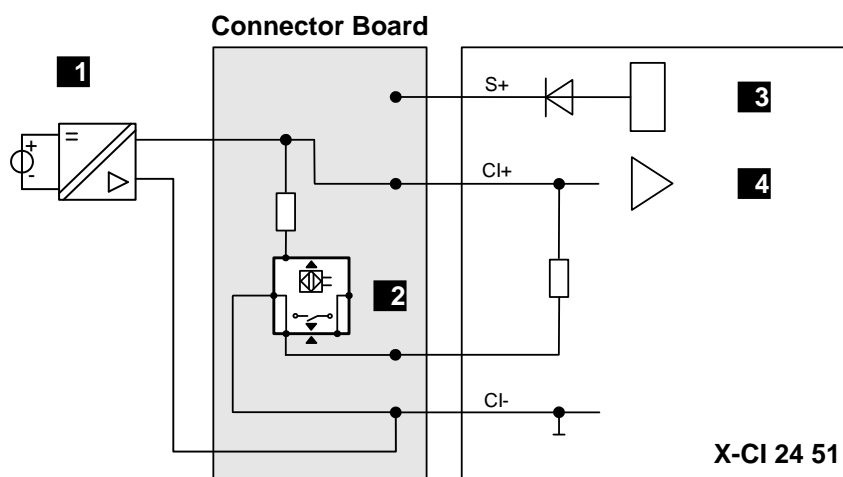 Connector Board
1
S+
3
=
+
-
CI+
4
2
CI-
X-CI 24 51